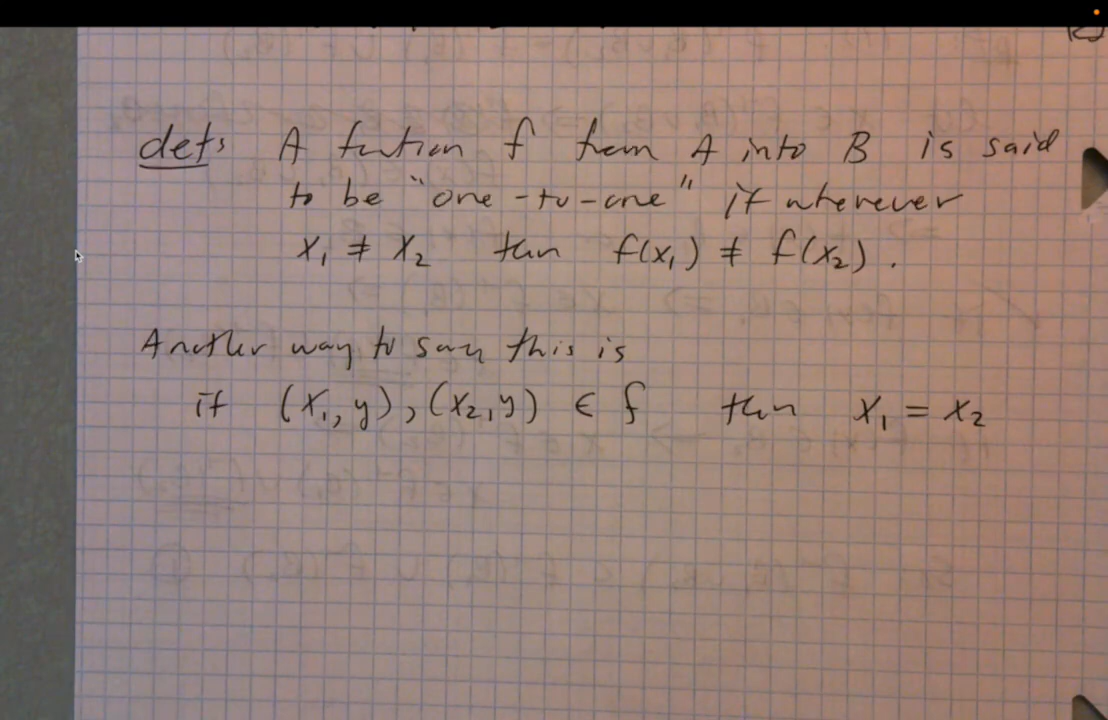 def: A function f from A into B is said
to be "one-to-one" if whenever
x₁ ≠ x₂ then f(x₁) ≠ f(x₂).
Another way to say this is
if (x₁, y), (x₂, y) ∈ f then x₁ = x₂